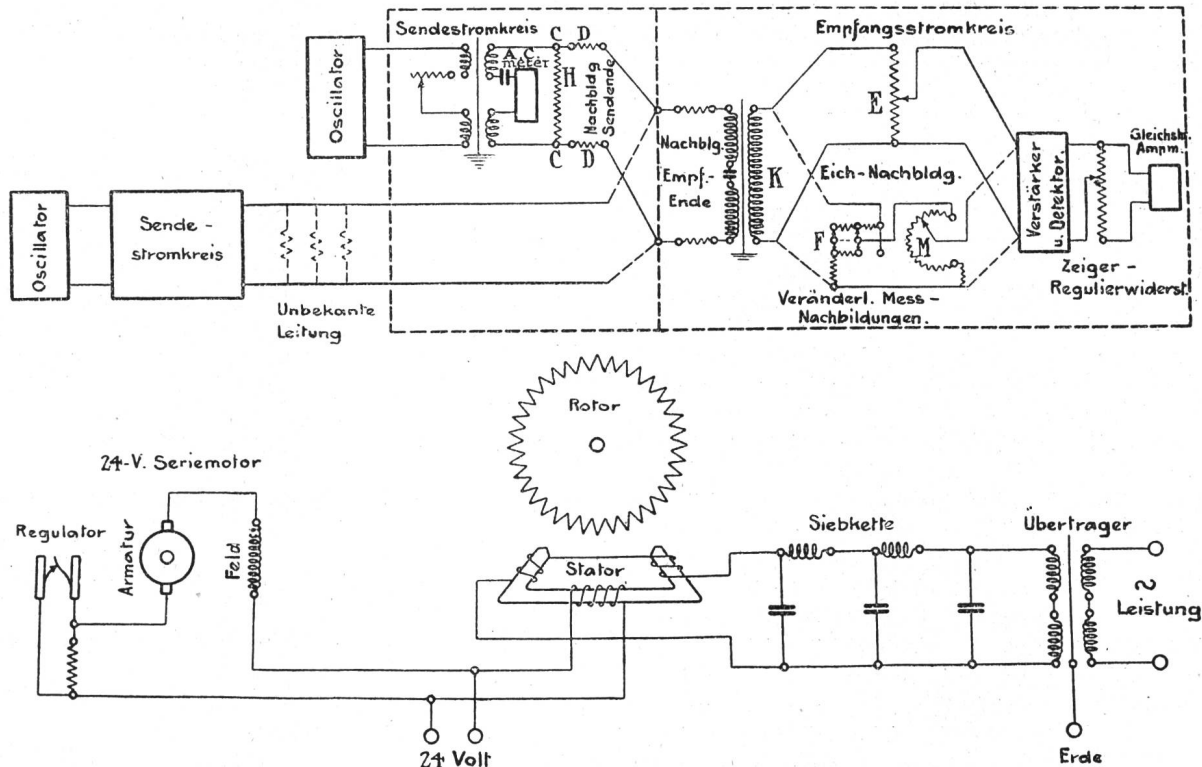 Sendestromkreis
Empfangsstromkreis
Oscillator
A.C.
meter
C
D
H
Nachbldg
Sendende
C
D
Nachblg.
Empf.-
Ende
K
E
Eich-Nachbldg.
F
M
Veränderl. Mess-
Nachbildungen.
Verstärker
u. Detektor.
Gleichstr.
Ampm.
Zeiger-
Regulierwiderst.
Oscillator
Sende-
stromkreis
Unbekante
Leitung
Rotor
24-V. Seriemotor
Regulator
Armatur
Feld
Stator
Siebkette
Übertrager
Leistung
24 Volt
Erde